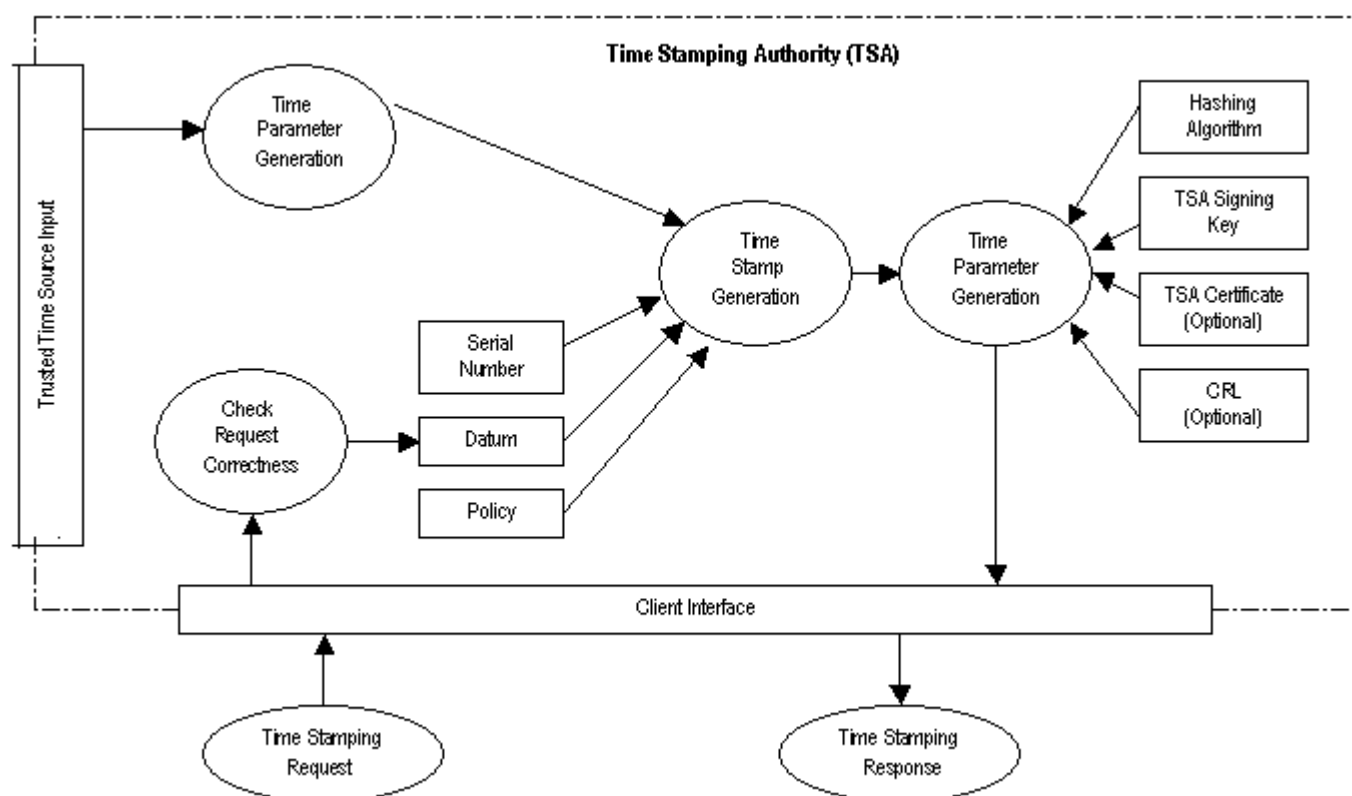 Time Stamping Authority (TSA)
Trusted Time Source Input
Time
Parameter
Generation
Hashing
Algorithm
TSA Signing
Key
Time
Stamp
Generation
Time
Parameter
Generation
TSA Certificate
(Optional)
Serial
Number
CRL
(Optional)
Check
Request
Correctness
Datum
Policy
Client Interface
Time Stamping
Request
Time Stamping
Response